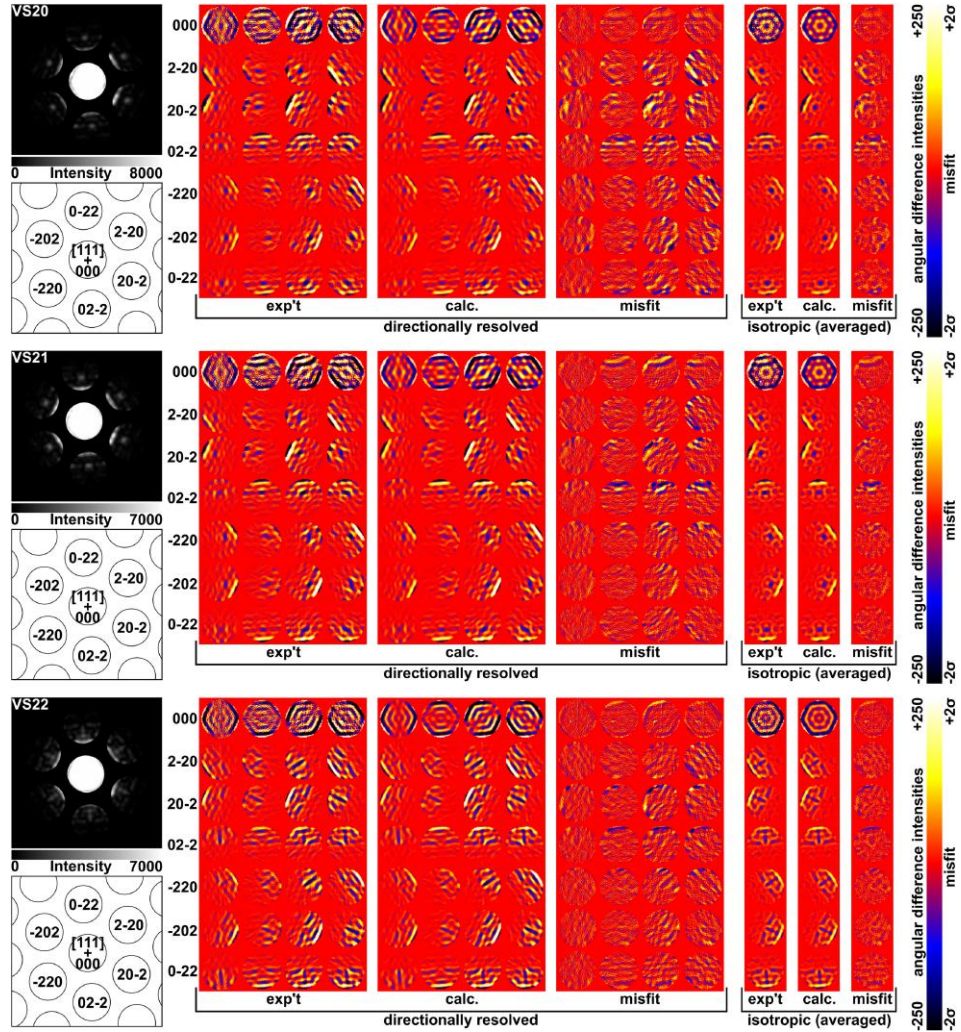 VS20
0 Intensity 8000
0-22
-202 2-20
[111]
+
000
-220 20-2
02-2
000
2-20
20-2
02-2
-220
-202
0-22
exp't calc. misfit exp't calc. misfit
directionally resolved isotropic (averaged)
-250 angular difference intensities +250
-2σ misfit +2σ
VS21
0 Intensity 7000
0-22
-202 2-20
[111]
+
000
-220 20-2
02-2
000
2-20
20-2
02-2
-220
-202
0-22
exp't calc. misfit exp't calc. misfit
directionally resolved isotropic (averaged)
-250 angular difference intensities +250
-2σ misfit +2σ
VS22
0 Intensity 7000
0-22
-202 2-20
[111]
+
000
-220 20-2
02-2
000
2-20
20-2
02-2
-220
-202
0-22
exp't calc. misfit exp't calc. misfit
directionally resolved isotropic (averaged)
-250 angular difference intensities +250
-2σ misfit +2σ